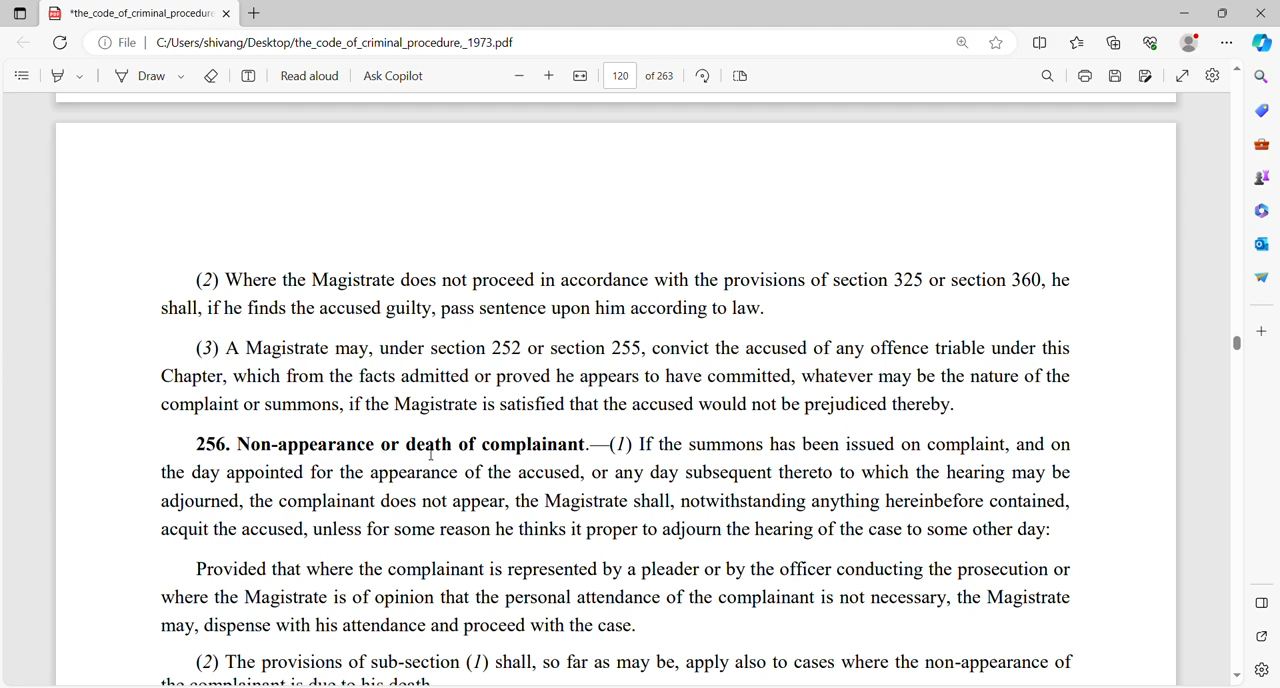 *the_code_of_criminal_procedure
File
C:/Users/shivang/Desktop/the_code_of_criminal_procedure,_1973.pdf
Draw
Read aloud
Ask Copilot
120 of 263
(2) Where the Magistrate does not proceed in accordance with the provisions of section 325 or section 360, he
shall, if he finds the accused guilty, pass sentence upon him according to law.
(3) A Magistrate may, under section 252 or section 255, convict the accused of any offence triable under this
Chapter, which from the facts admitted or proved he appears to have committed, whatever may be the nature of the
complaint or summons, if the Magistrate is satisfied that the accused would not be prejudiced thereby.
256. Non-appearance or death of complainant.—(1) If the summons has been issued on complaint, and on
the day appointed for the appearance of the accused, or any day subsequent thereto to which the hearing may be
adjourned, the complainant does not appear, the Magistrate shall, notwithstanding anything hereinbefore contained,
acquit the accused, unless for some reason he thinks it proper to adjourn the hearing of the case to some other day:
Provided that where the complainant is represented by a pleader or by the officer conducting the prosecution or
where the Magistrate is of opinion that the personal attendance of the complainant is not necessary, the Magistrate
may, dispense with his attendance and proceed with the case.
(2) The provisions of sub-section (1) shall, so far as may be, apply also to cases where the non-appearance of
the complainant is due to his death.